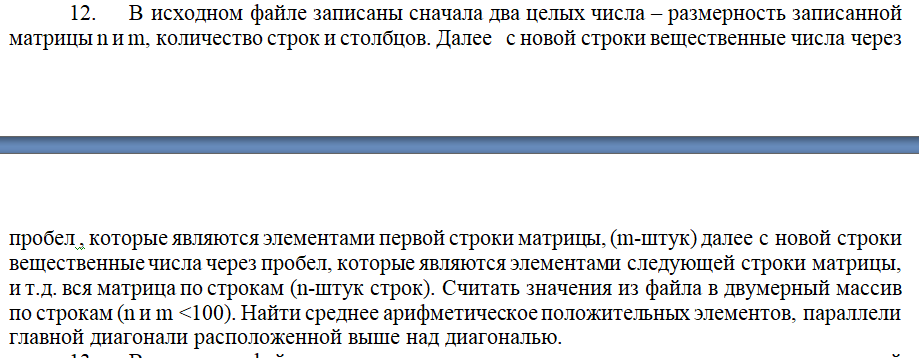 12. В исходном файле записаны сначала два целых числа – размерность записанной
матрицы n и m, количество строк и столбцов. Далее с новой строки вещественные числа через
пробел , которые являются элементами первой строки матрицы, (m-штук) далее с новой строки
вещественные числа через пробел, которые являются элементами следующей строки матрицы,
и т.д. вся матрица по строкам (n-штук строк). Считать значения из файла в двумерный массив
по строкам (n и m <100). Найти среднее арифметическое положительных элементов, параллели
главной диагонали расположенной выше над диагональю.